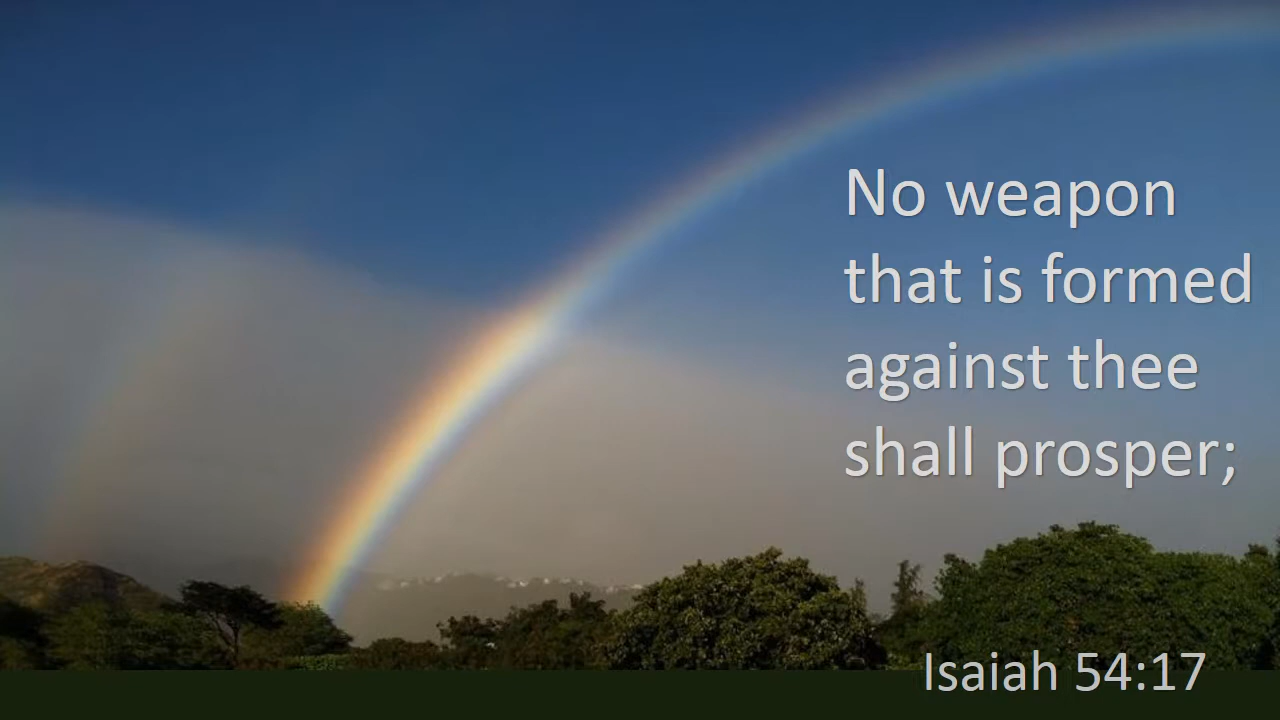 No weapon
that is formed
against thee
shall prosper;
Isaiah 54:17